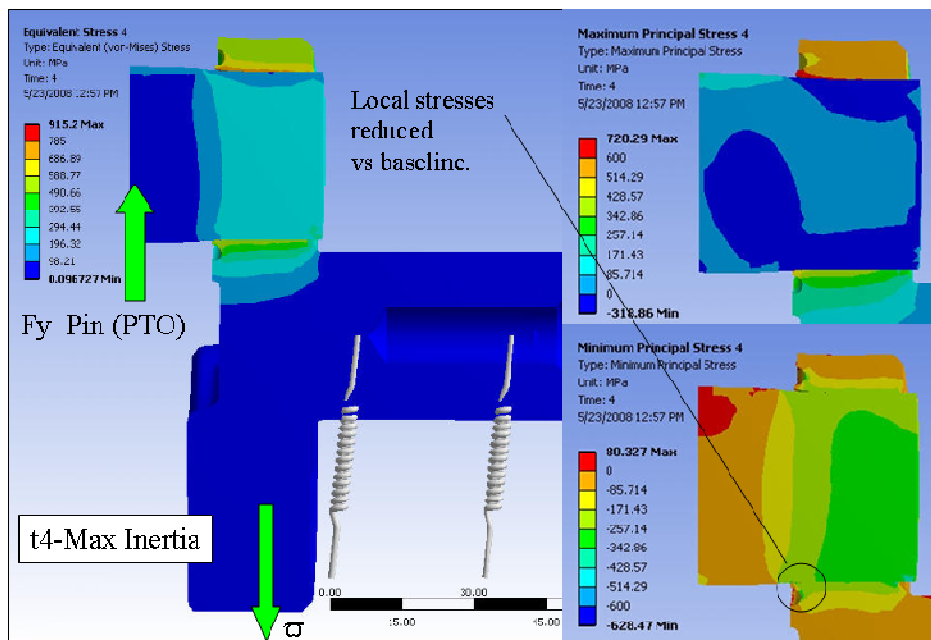 Equivalent Stress 4
Type: Equivalent (von-Mises) Stress
Unit: MPa
Time: 4
5/23/2008 12:57 PM
915.2 Max
785
686.89
588.77
490.66
392.55
294.44
196.32
98.21
0.096727 Min
Fy Pin (PTO)
t4-Max Inertia
ϖ
Local stresses
reduced
vs baseline.
0.00
30.00
15.00
45.00
Maximum Principal Stress 4
Type: Maximum Principal Stress
Unit: MPa
Time: 4
5/23/2008 12:57 PM
720.29 Max
600
514.29
428.57
342.86
257.14
171.43
85.714
0
-318.86 Min
Minimum Principal Stress 4
Type: Minimum Principal Stress
Unit: MPa
Time: 4
5/23/2008 12:57 PM
80.327 Max
0
-85.714
-171.43
-257.14
-342.86
-428.57
-514.29
-600
-628.47 Min